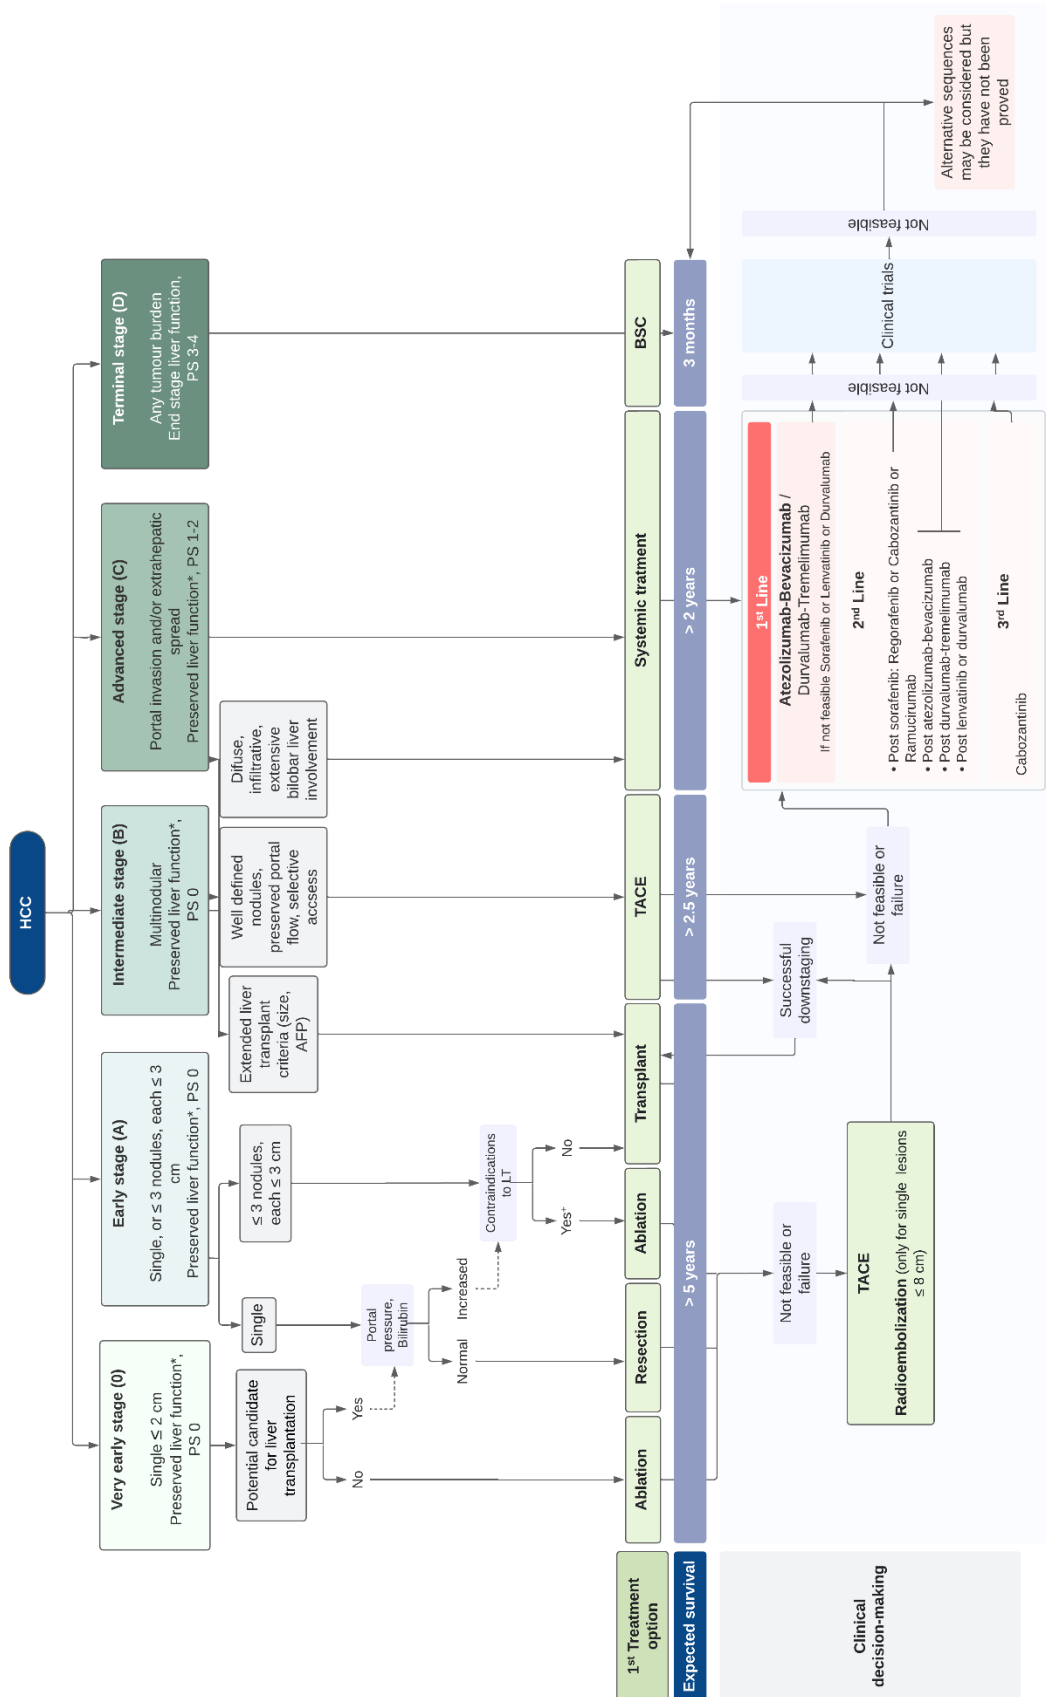 HCC
Very early stage (0)
Single ≤ 2 cm
Preserved liver function*,
PS 0
Early stage (A)
Single, or ≤ 3 nodules, each ≤ 3
cm
Preserved liver function*, PS 0
Intermediate stage (B)
Multinodular
Preserved liver function*,
PS 0
Advanced stage (C)
Portal invasion and/or extrahepatic
spread
Preserved liver function*, PS 1-2
Terminal stage (D)
Any tumour burden
End stage liver function,
PS 3-4
Potential candidate
for liver
transplantation
Single
≤ 3 nodules,
each ≤ 3 cm
Extended liver
transplant
criteria (size,
AFP)
Well defined
nodules,
preserved portal
flow, selective
accsess
Difuse,
infiltrative,
extensive
bilobar liver
involvement
No
Yes
Portal
pressure,
Bilirubin
Normal
Increased
Contraindications
to LT
Yes⁺
No
1st Treatment
option
Ablation
Resection
Ablation
Transplant
TACE
Systemic tratment
BSC
Expected survival
> 5 years
> 2.5 years
> 2 years
3 months
Clinical
decision-making
Not feasible or
failure
TACE
Radioembolization (only for single lesions
≤ 8 cm)
Successful
downstaging
Not feasible or
failure
1st Line
Atezolizumab-Bevacizumab /
Durvalumab-Tremelimumab
If not feasible Sorafenib or Lenvatinib or Durvalumab
2nd Line
• Post sorafenib: Regorafenib or Cabozantinib or
Ramucirumab
• Post atezolizumab-bevacizumab
• Post durvalumab-tremelimumab
• Post lenvatinib or durvalumab
3rd Line
Cabozantinib
Not feasible
Clinical trials
Not feasible
Alternative sequences
may be considered but
they have not been
proved